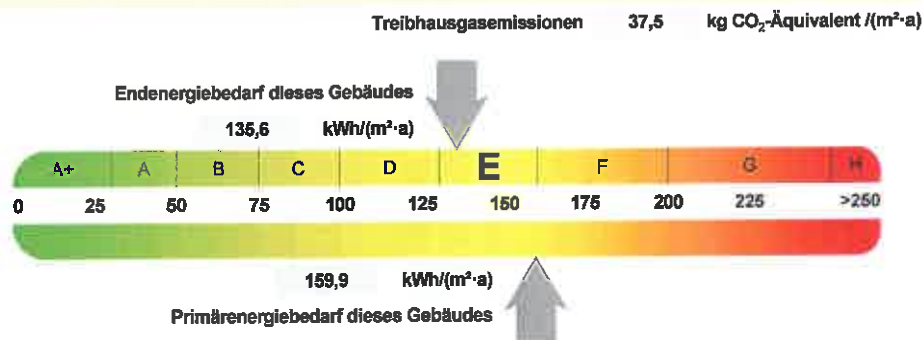 Treibhausgasemissionen 37,5 kg CO₂-Äquivalent /(m²·a)
Endenergiebedarf dieses Gebäudes
135,6 kWh/(m²·a)
A+ A B C D E F G H
0 25 50 75 100 125 150 175 200 225 >250
159,9 kWh/(m²·a)
Primärenergiebedarf dieses Gebäudes